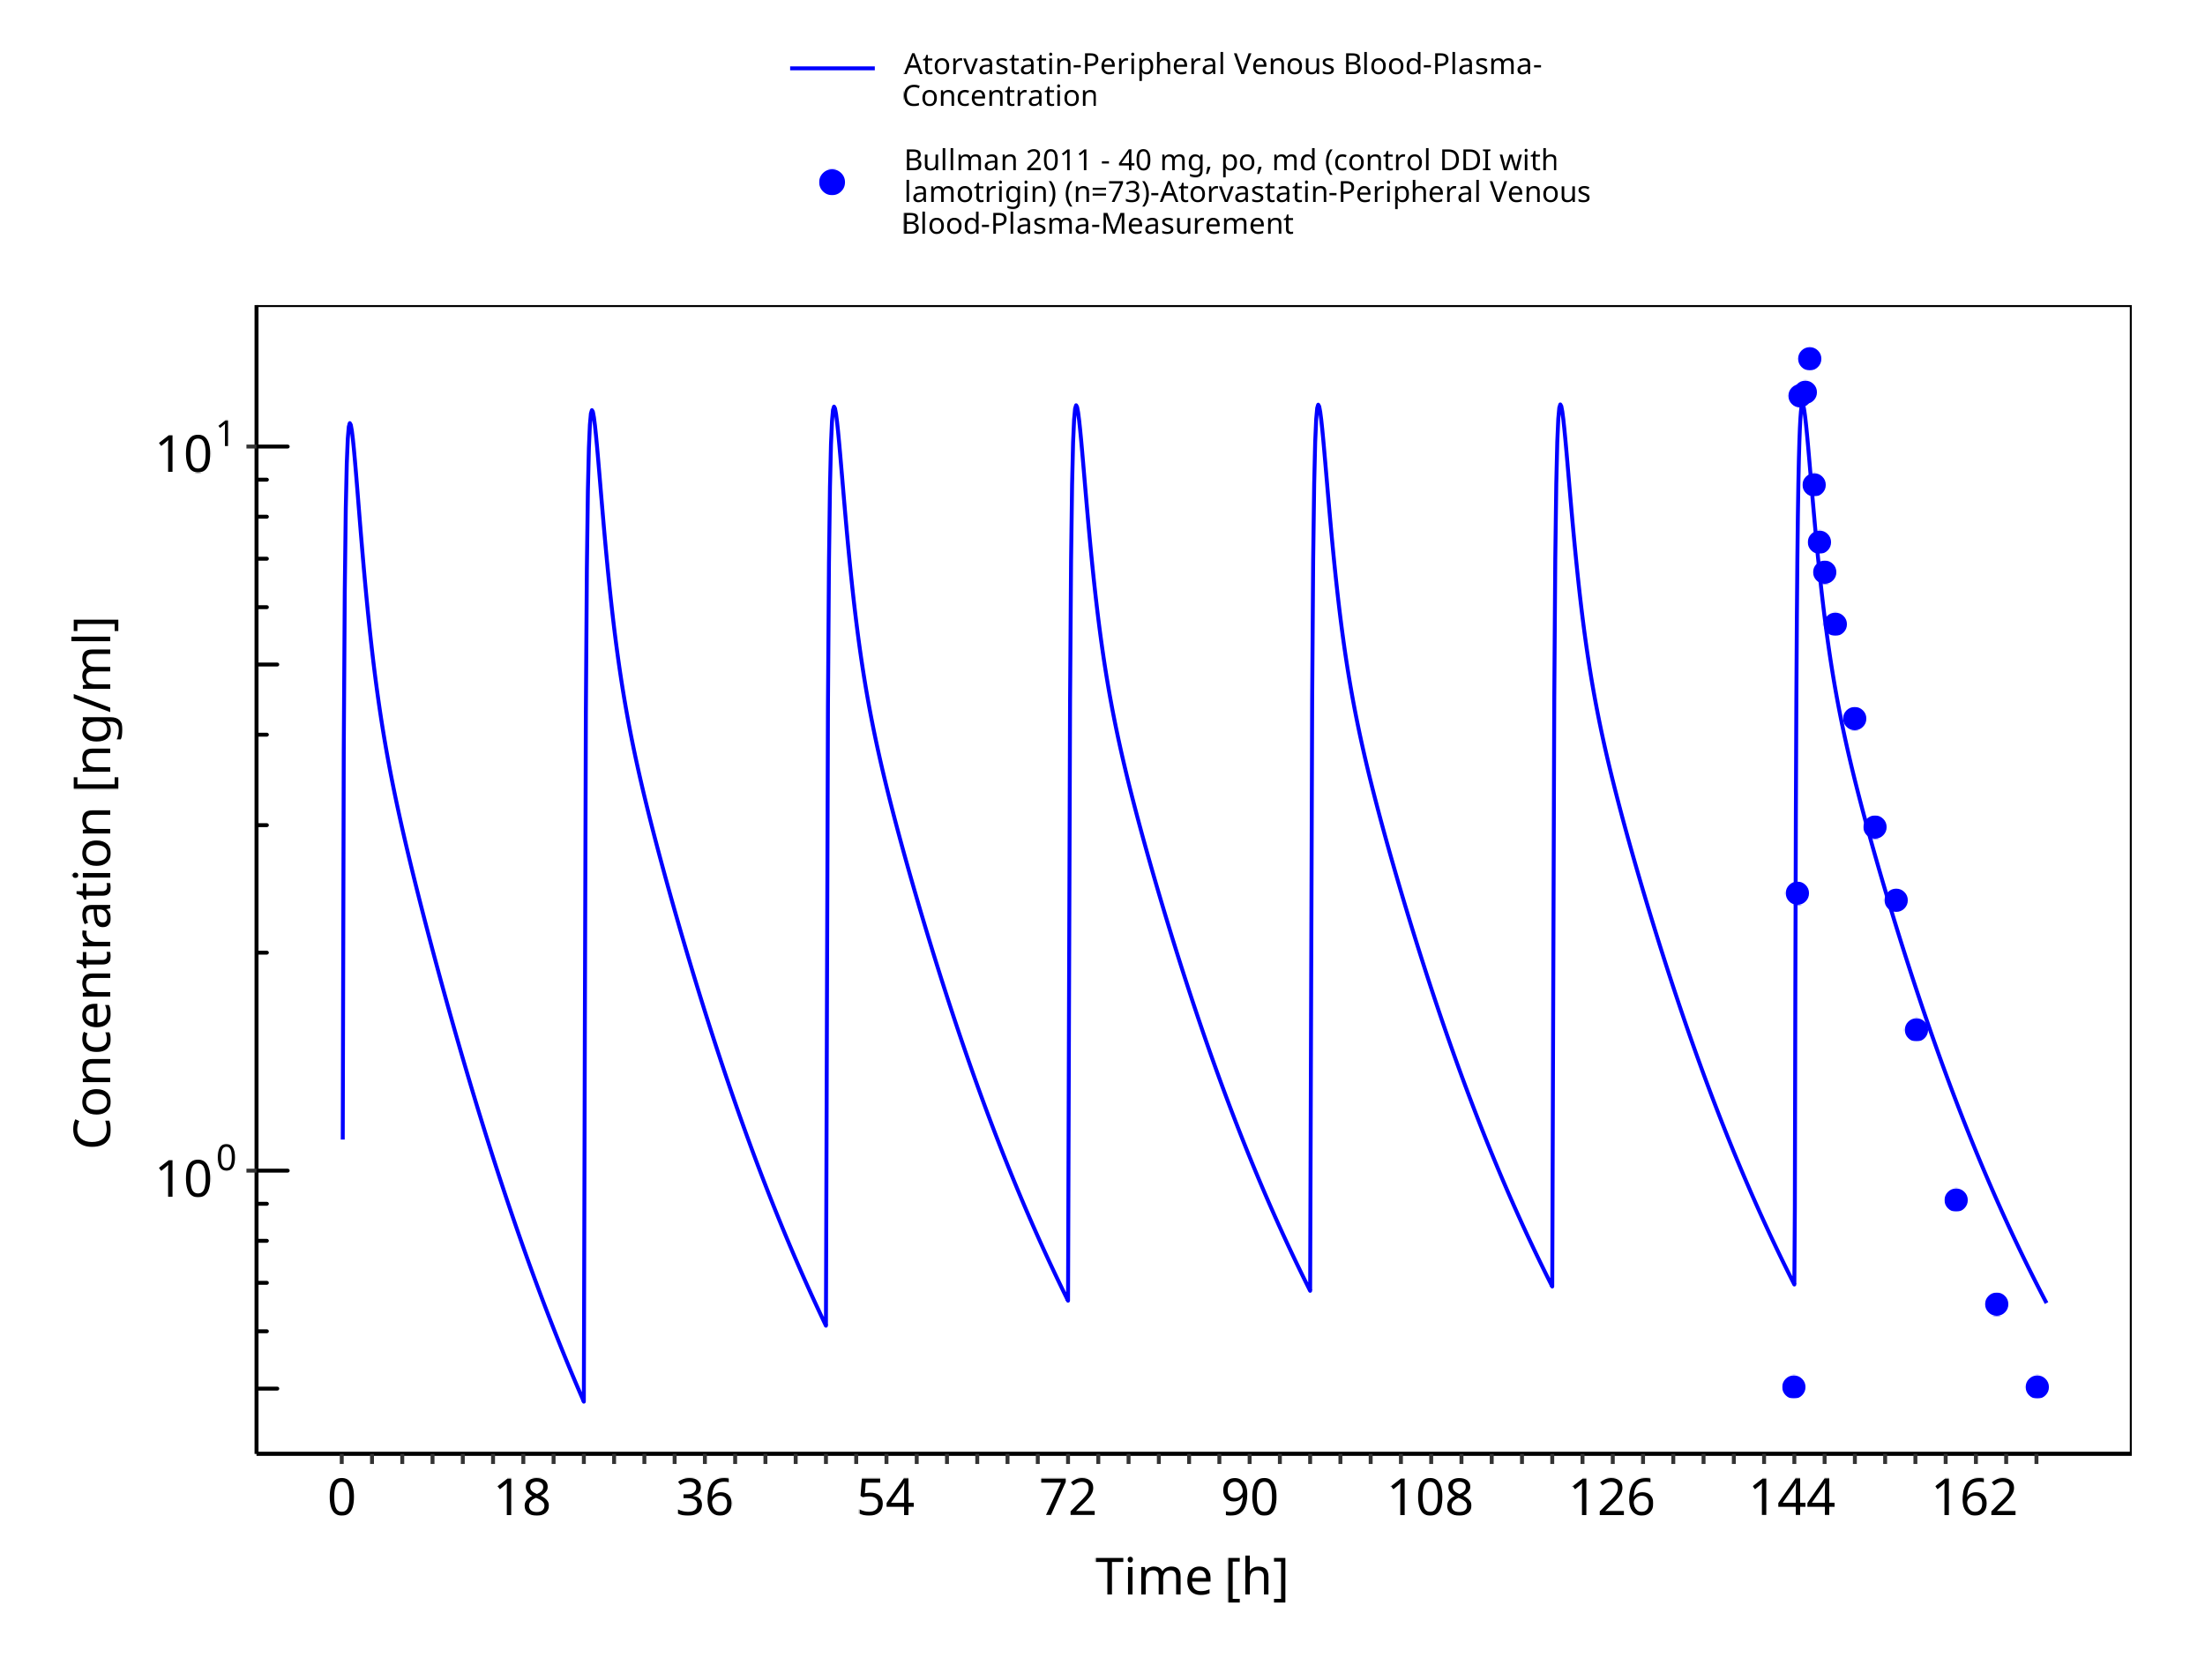 Atorvastatin-Peripheral Venous Blood-Plasma-
Concentration
Bullman 2011 - 40 mg, po, md (control DDI with
lamotrigin) (n=73)-Atorvastatin-Peripheral Venous
Blood-Plasma-Measurement
Concentration [ng/ml]
10^1
10^0
0 18 36 54 72 90 108 126 144 162
Time [h]